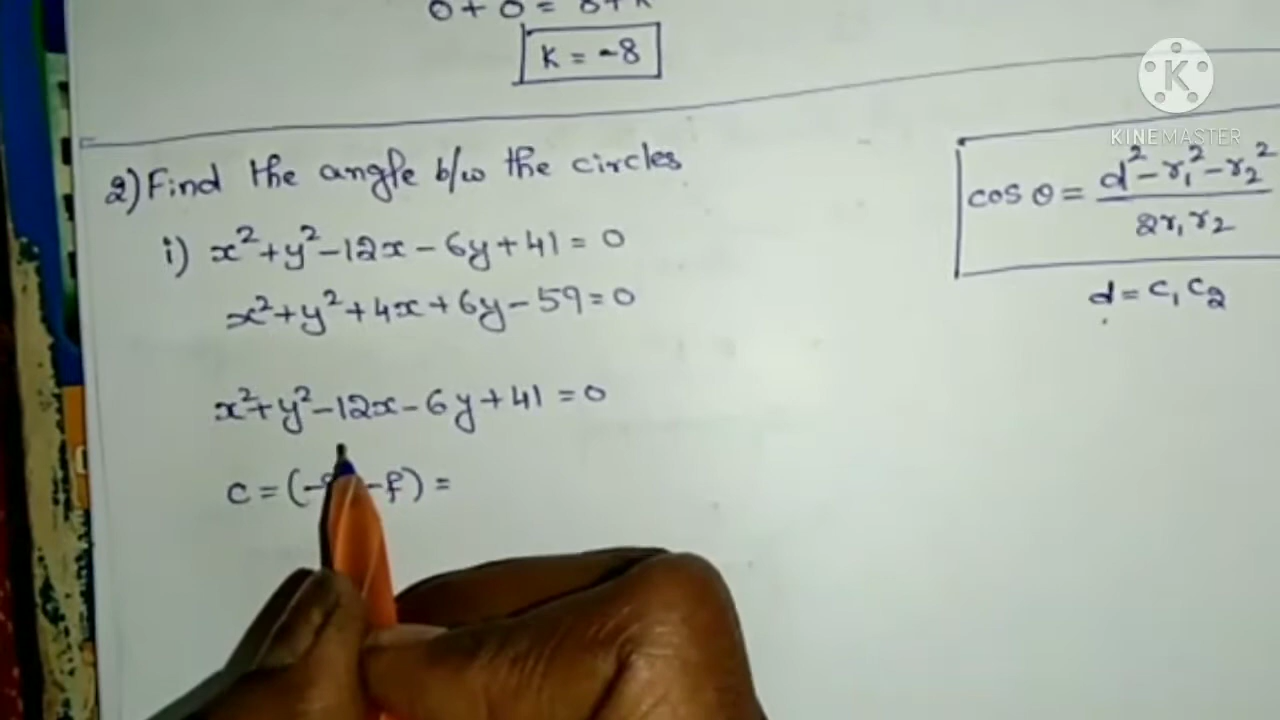 K = -8
2) Find the angle b/w the circles
i) x² + y² - 12x - 6y + 41 = 0
x² + y² + 4x + 6y - 59 = 0
x² + y² - 12x - 6y + 41 = 0
c = (- -f) =
KINEMASTER
cos θ = d² - r₁² - r₂² / 2r₁r₂
d = c₁c₂